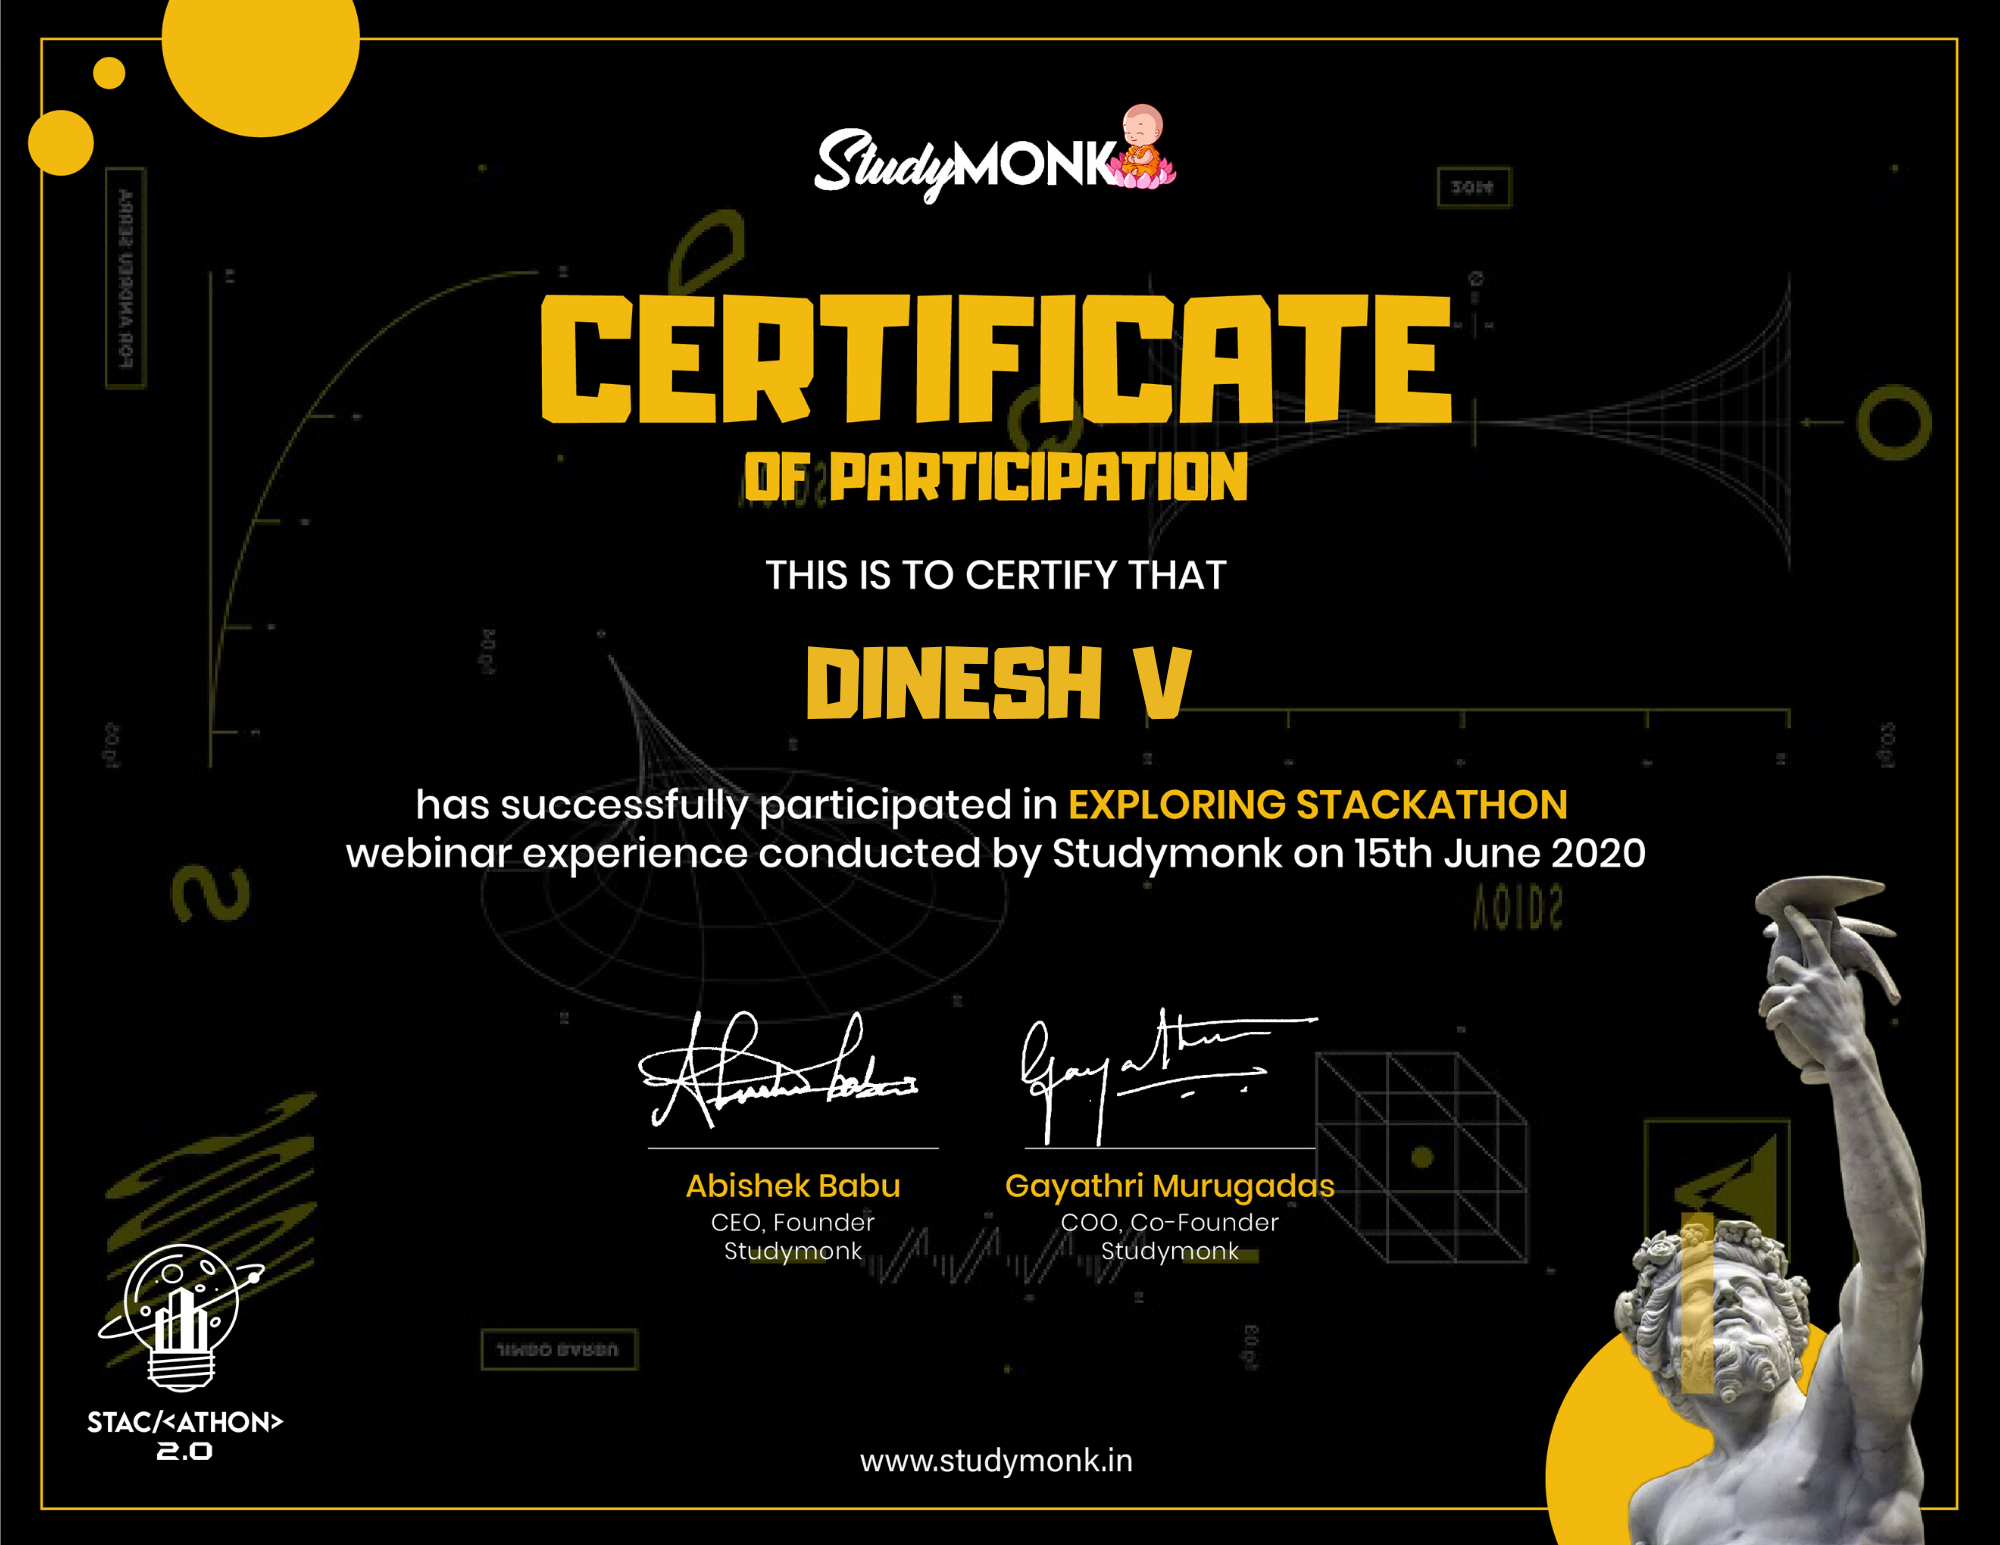 StudyMONK
CERTIFICATE
OF PARTICIPATION
THIS IS TO CERTIFY THAT
DINESH V
has successfully participated in EXPLORING STACKATHON
webinar experience conducted by Studymonk on 15th June 2020
VOIDS
Abishek Babu
CEO, Founder
Studymonk
Gayathri Murugadas
COO, Co-Founder
Studymonk
STAC/<ATHON>
2.0
www.studymonk.in